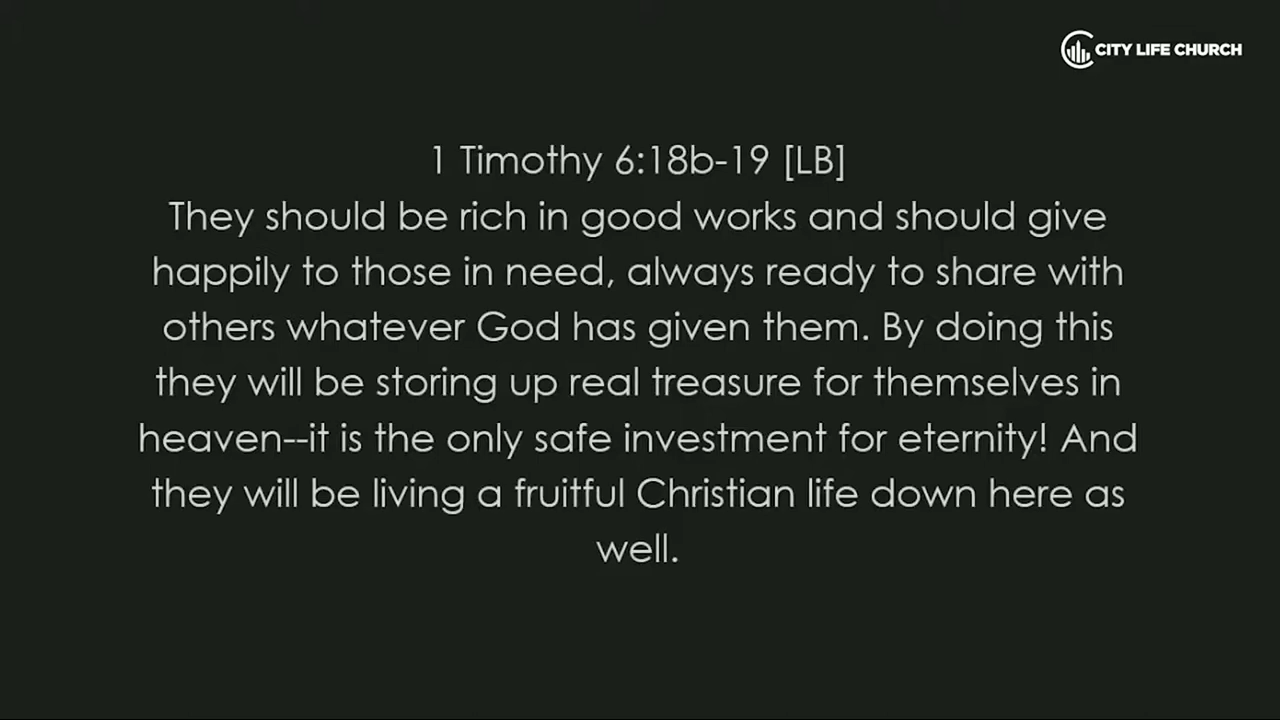 CITY LIFE CHURCH
1 Timothy 6:18b-19 [LB]
They should be rich in good works and should give
happily to those in need, always ready to share with
others whatever God has given them. By doing this
they will be storing up real treasure for themselves in
heaven--it is the only safe investment for eternity! And
they will be living a fruitful Christian life down here as
well.